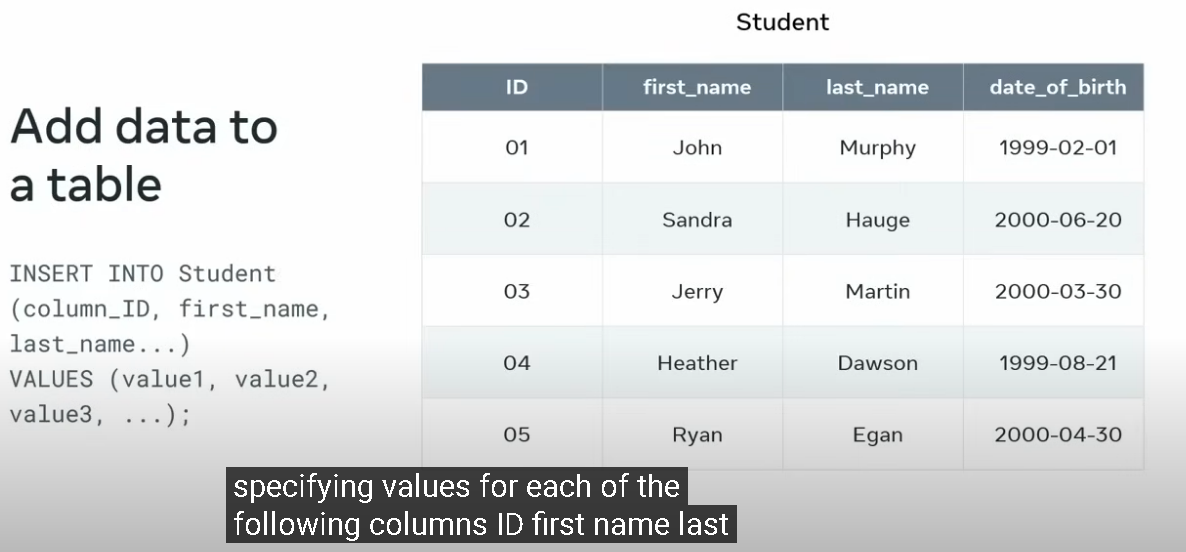 Add data to
a table
INSERT INTO Student
(column_ID, first_name,
last_name...)
VALUES (value1, value2,
value3, ...);
Student
ID first_name last_name date_of_birth
01 John Murphy 1999-02-01
02 Sandra Hauge 2000-06-20
03 Jerry Martin 2000-03-30
04 Heather Dawson 1999-08-21
05 Ryan Egan 2000-04-30
specifying values for each of the
following columns ID first name last